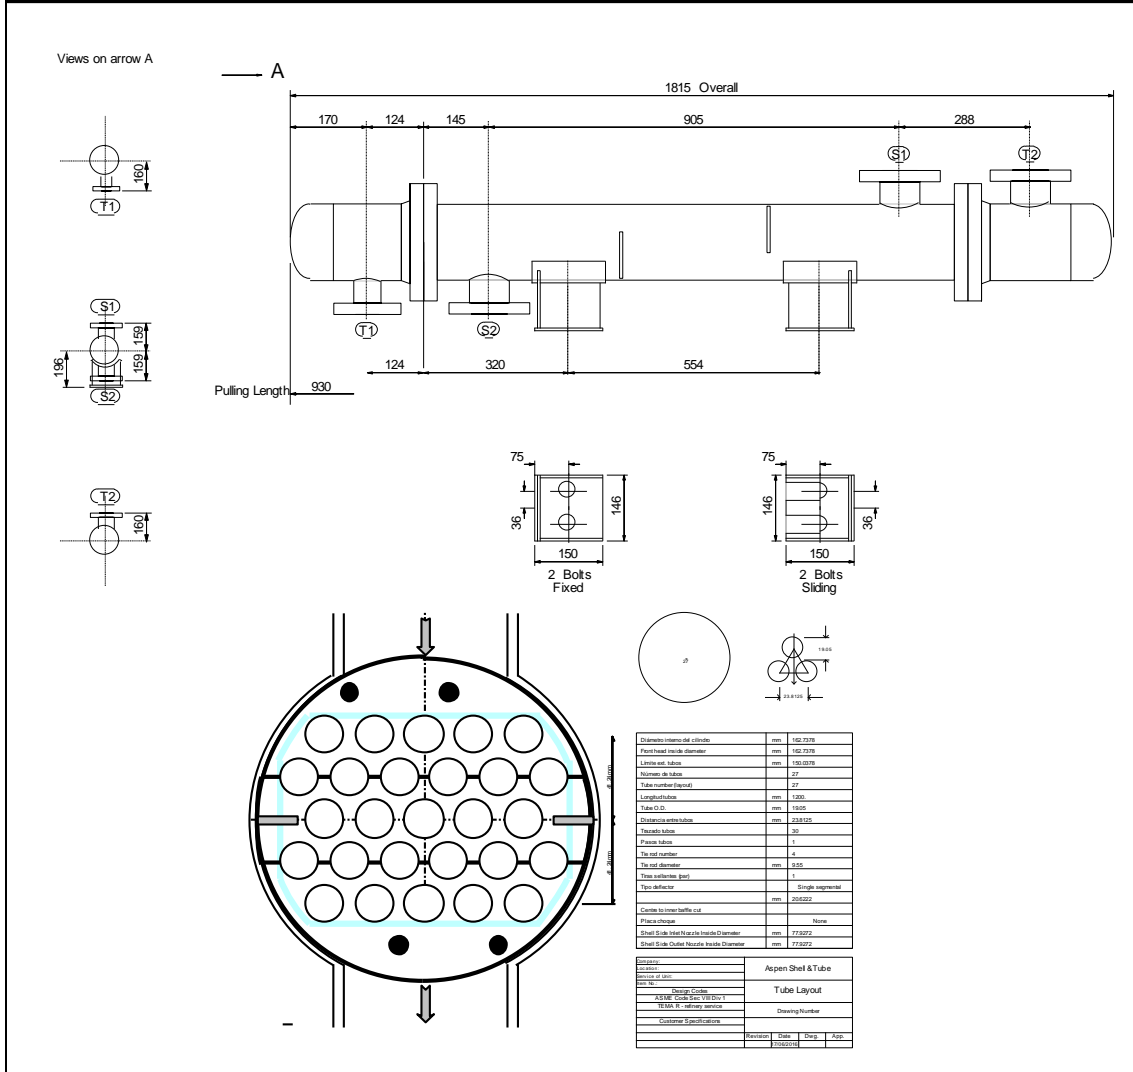 Views on arrow A
A
1815 Overall
170
124
145
905
288
S1
T2
160
T1
T1
S2
S1
159
196
159
S2
124
320
554
Pulling Length
930
T2
160
75
36
146
150
2 Bolts
Fixed
75
146
36
150
2 Bolts
Sliding
19.05
23.8125
Diámetro interno del cilindro mm 162.7378
Front head inside diameter mm 162.7378
Límite ext. tubos mm 150.0378
Número de tubos 27
Tube number (layout) 27
Longitud tubos mm 1200.
Tube O.D. mm 19.05
Distancia entre tubos mm 23.8125
Trazado tubos 30
Pasos tubos 1
Tie rod number 4
Tie rod diameter mm 9.55
Tiras sellantes (par) 1
Tipo deflector Single segmental
mm 20.6222
Centre to inner baffle cut
Placa choque None
Shell Side Inlet Nozzle Inside Diameter mm 77.9272
Shell Side Outlet Nozzle Inside Diameter mm 77.9272
Company:
Location:
Service of Unit:
Item No.:
Design Codes
ASME Code Sec VIII Div 1
TEMA R - refinery service
Customer Specifications
Aspen Shell & Tube
Tube Layout
Drawing Number
Revision Date Dwg. App.
17/06/2016